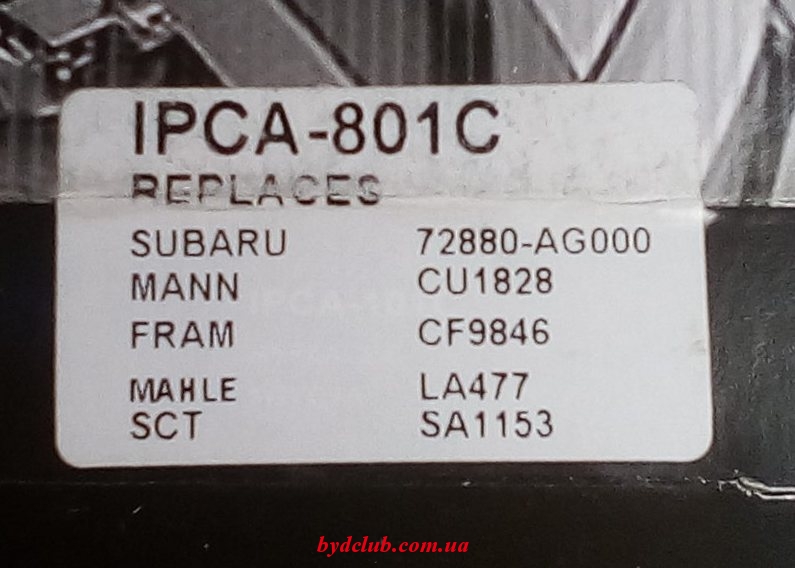 IPCA-801C
REPLACES
SUBARU 72880-AG000
MANN CU1828
FRAM CF9846
MAHLE LA477
SCT SA1153
bydclub.com.ua